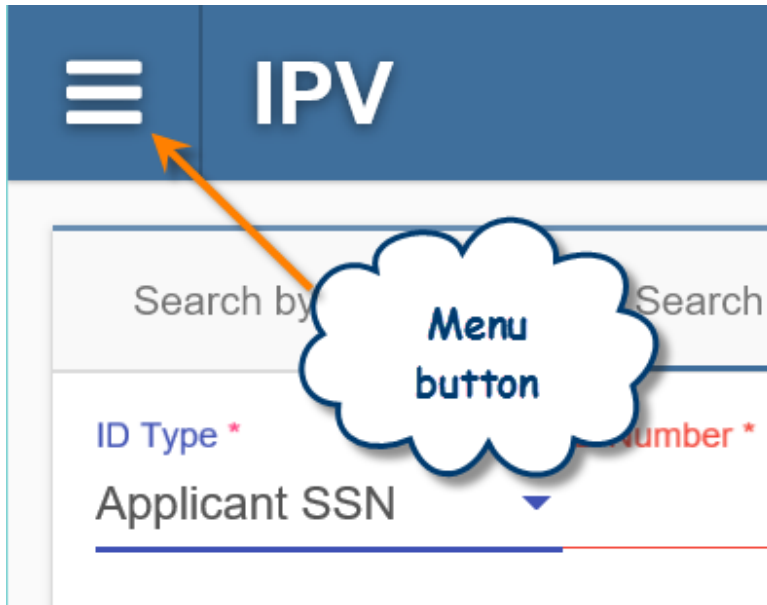 IPV
Search by
Search
Menu
button
ID Type *
Number *
Applicant SSN